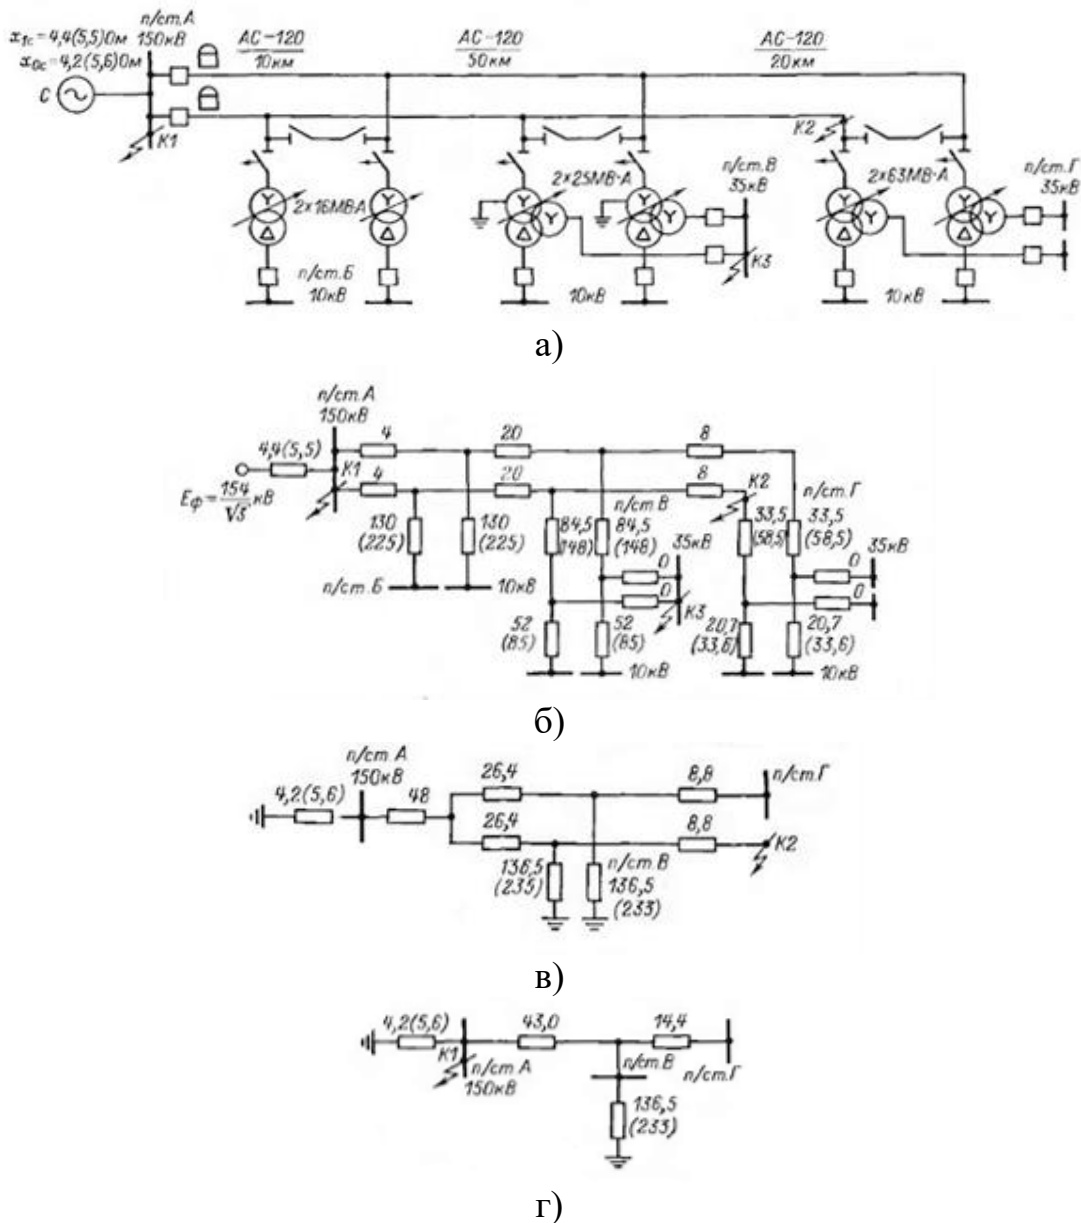 x₁c=4,4(5,5)Ом
x₀c=4,2(5,6)Ом
С
п/ст.А
150кВ
К1
АС-120
10км
АС-120
50км
АС-120
20км
К2
2×16МВ·А
2×25МВ·А
2×63МВ·А
п/ст.В
35кВ
К3
п/ст.Г
35кВ
п/ст.Б
10кВ
10кВ
10кВ
а)
п/ст.А
150кВ
4,4(5,5)
Eф=154/√3 кВ
К1
4
20
8
4
20
8
К2
130
(225)
130
(225)
84,5
(148)
п/ст.В
84,5
(148)
35кВ
33,5
(58,5)
п/ст.Г
33,5
(58,5)
35кВ
0
0
0
0
К3
п/ст.Б
10кВ
52
(85)
52
(85)
10кВ
20,7
(33,6)
20,7
(33,6)
10кВ
б)
п/ст.А
150кВ
4,2(5,6)
48
26,4
8,8
п/ст.Г
26,4
8,8
К2
136,5
(235)
п/ст.В
136,5
(233)
в)
4,2(5,6)
43,0
14,4
К1
п/ст.А
150кВ
п/ст.В
п/ст.Г
136,5
(233)
г)